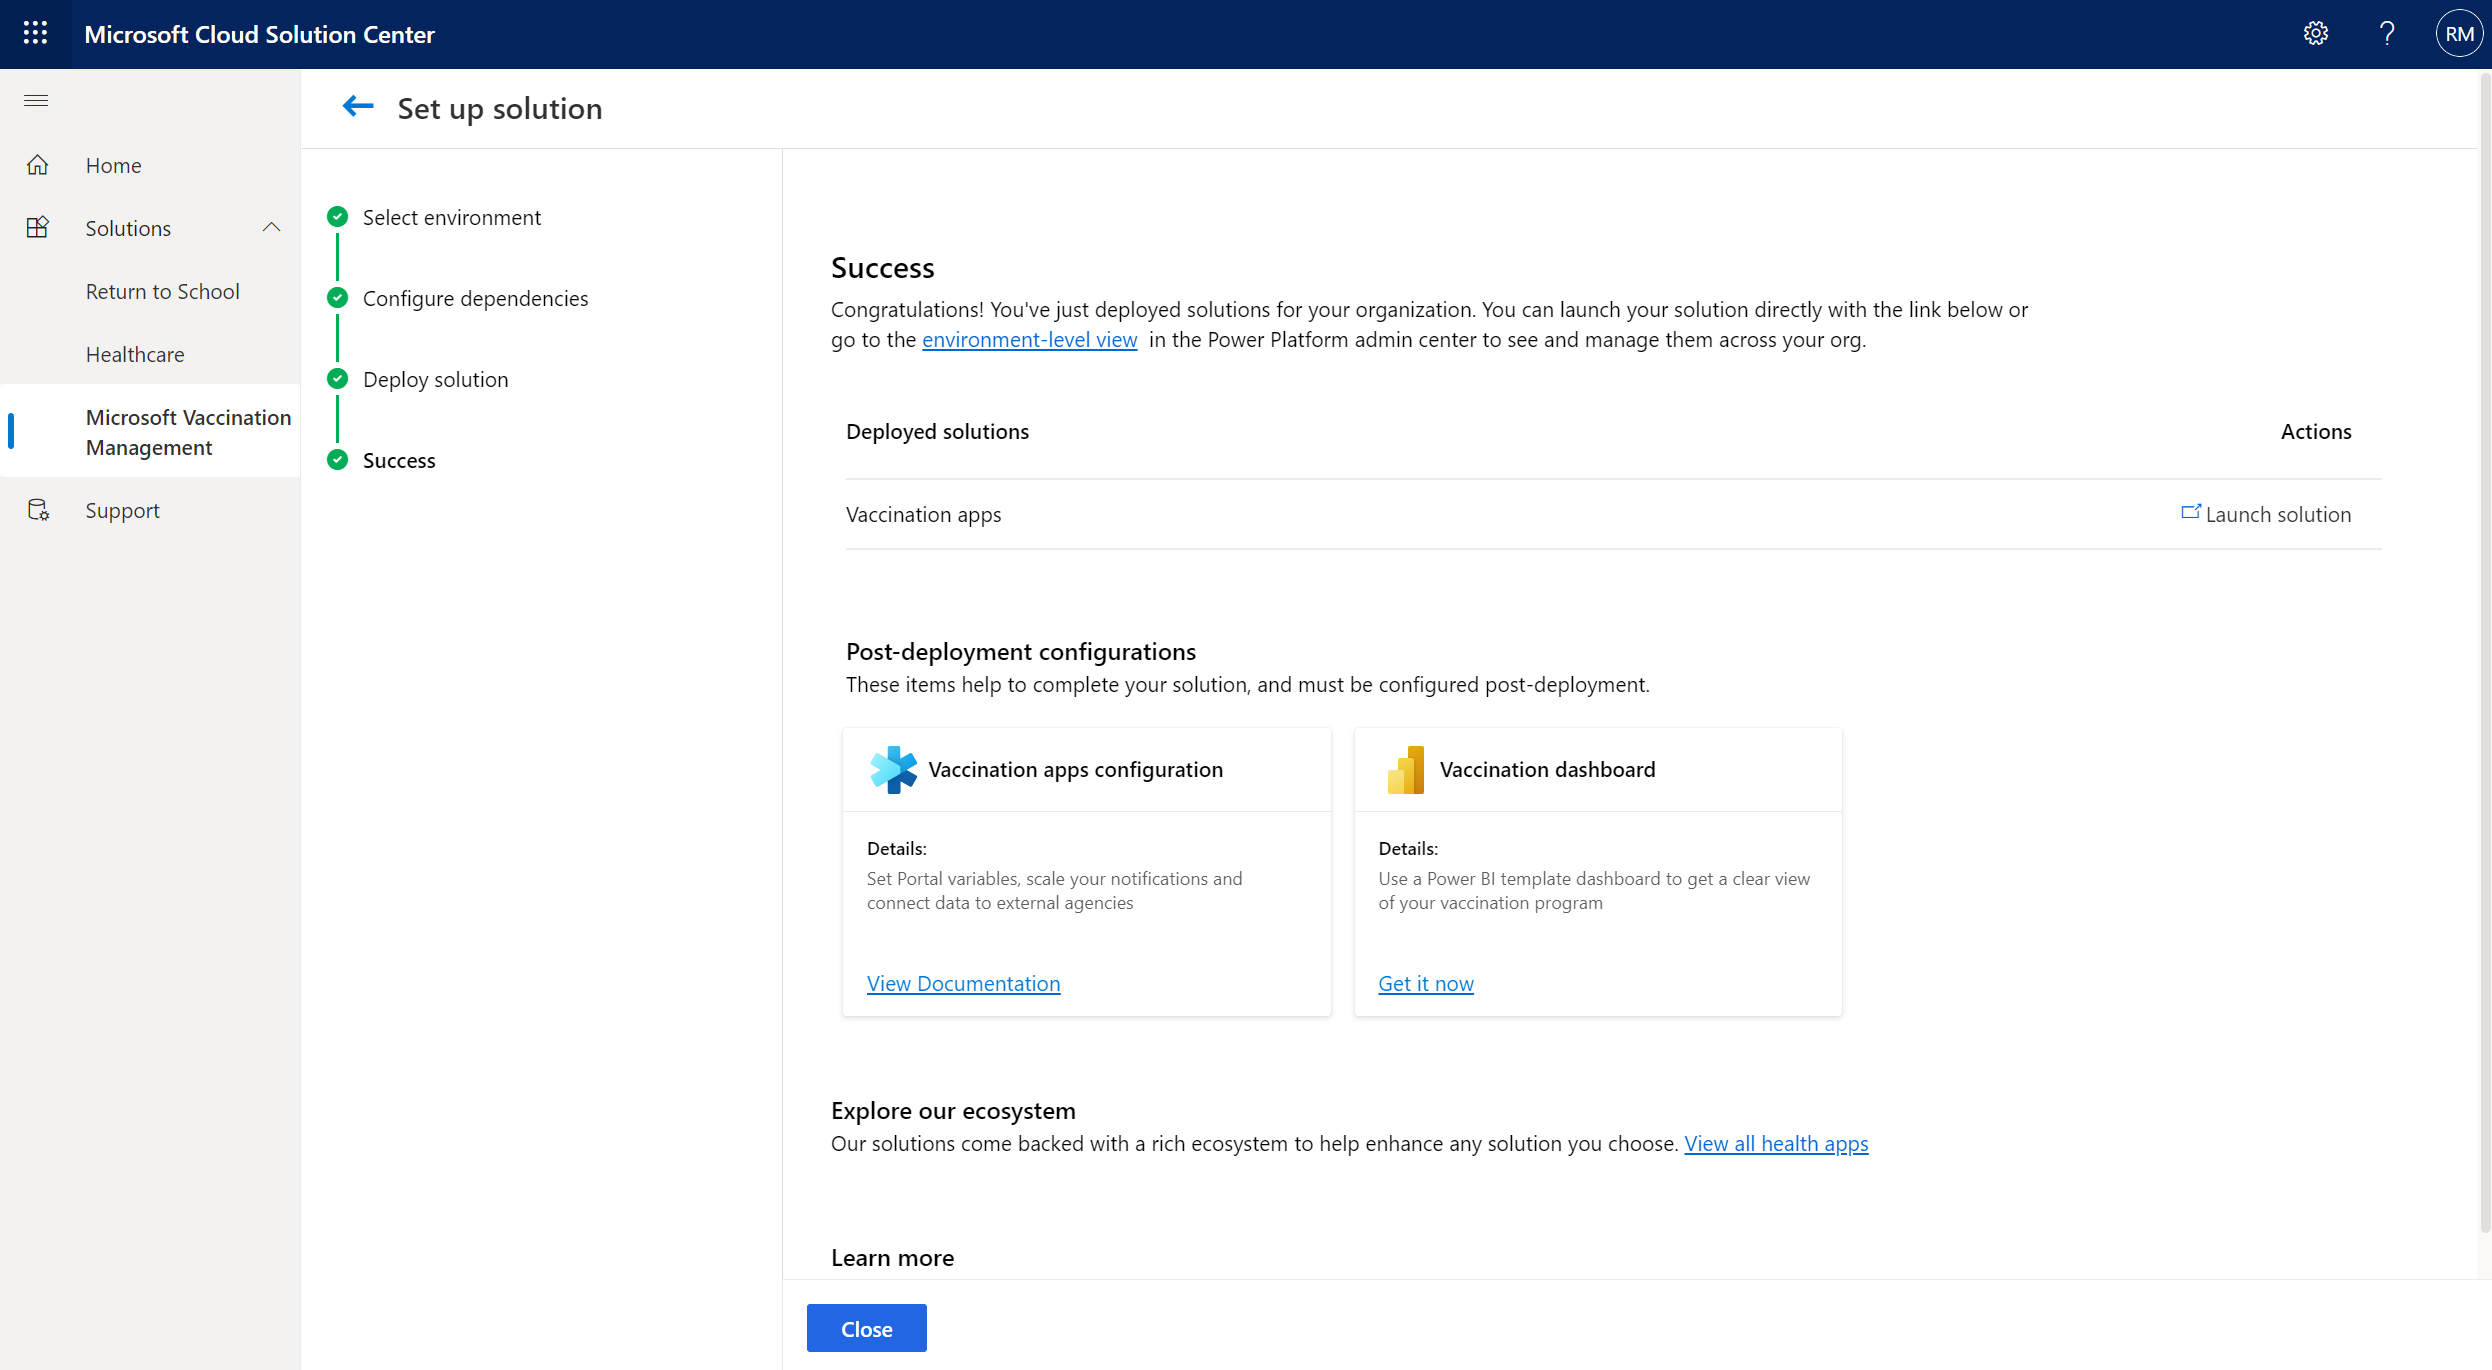 Microsoft Cloud Solution Center
?
RM
Home
Solutions
Return to School
Healthcare
Microsoft Vaccination
Management
Support
Set up solution
Select environment
Configure dependencies
Deploy solution
Success
Success
Congratulations! You've just deployed solutions for your organization. You can launch your solution directly with the link below or
go to the environment-level view in the Power Platform admin center to see and manage them across your org.
Deployed solutions
Actions
Vaccination apps
Launch solution
Post-deployment configurations
These items help to complete your solution, and must be configured post-deployment.
Vaccination apps configuration
Details:
Set Portal variables, scale your notifications and
connect data to external agencies
View Documentation
Vaccination dashboard
Details:
Use a Power BI template dashboard to get a clear view
of your vaccination program
Get it now
Explore our ecosystem
Our solutions come backed with a rich ecosystem to help enhance any solution you choose. View all health apps
Learn more
Close